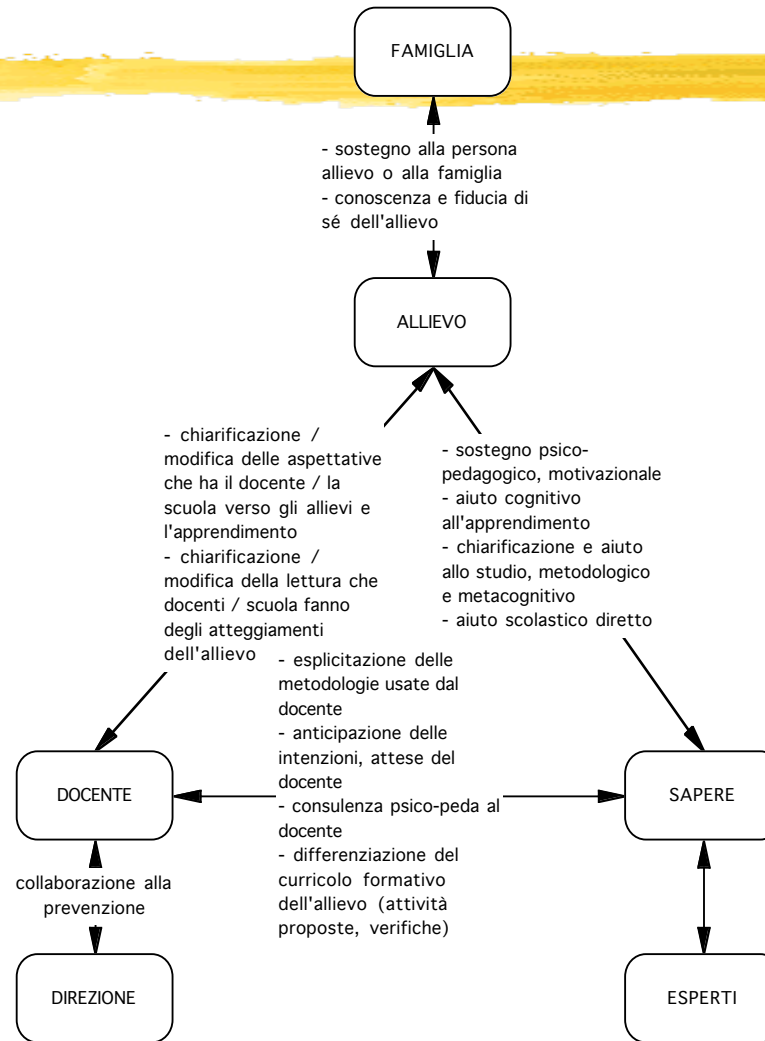 FAMIGLIA
- sostegno alla persona
allievo o alla famiglia
- conoscenza e fiducia di
sé dell'allievo
ALLIEVO
- chiarificazione /
modifica delle aspettative
che ha il docente / la
scuola verso gli allievi e
l'apprendimento
- chiarificazione /
modifica della lettura che
docenti / scuola fanno
degli atteggiamenti
dell'allievo
- sostegno psico-
pedagogico, motivazionale
- aiuto cognitivo
all'apprendimento
- chiarificazione e aiuto
allo studio, metodologico
e metacognitivo
- aiuto scolastico diretto
- esplicitazione delle
metodologie usate dal
docente
- anticipazione delle
intenzioni, attese del
docente
- consulenza psico-peda al
docente
- differenziazione del
curricolo formativo
dell'allievo (attività
proposte, verifiche)
DOCENTE
SAPERE
collaborazione alla
prevenzione
DIREZIONE
ESPERTI